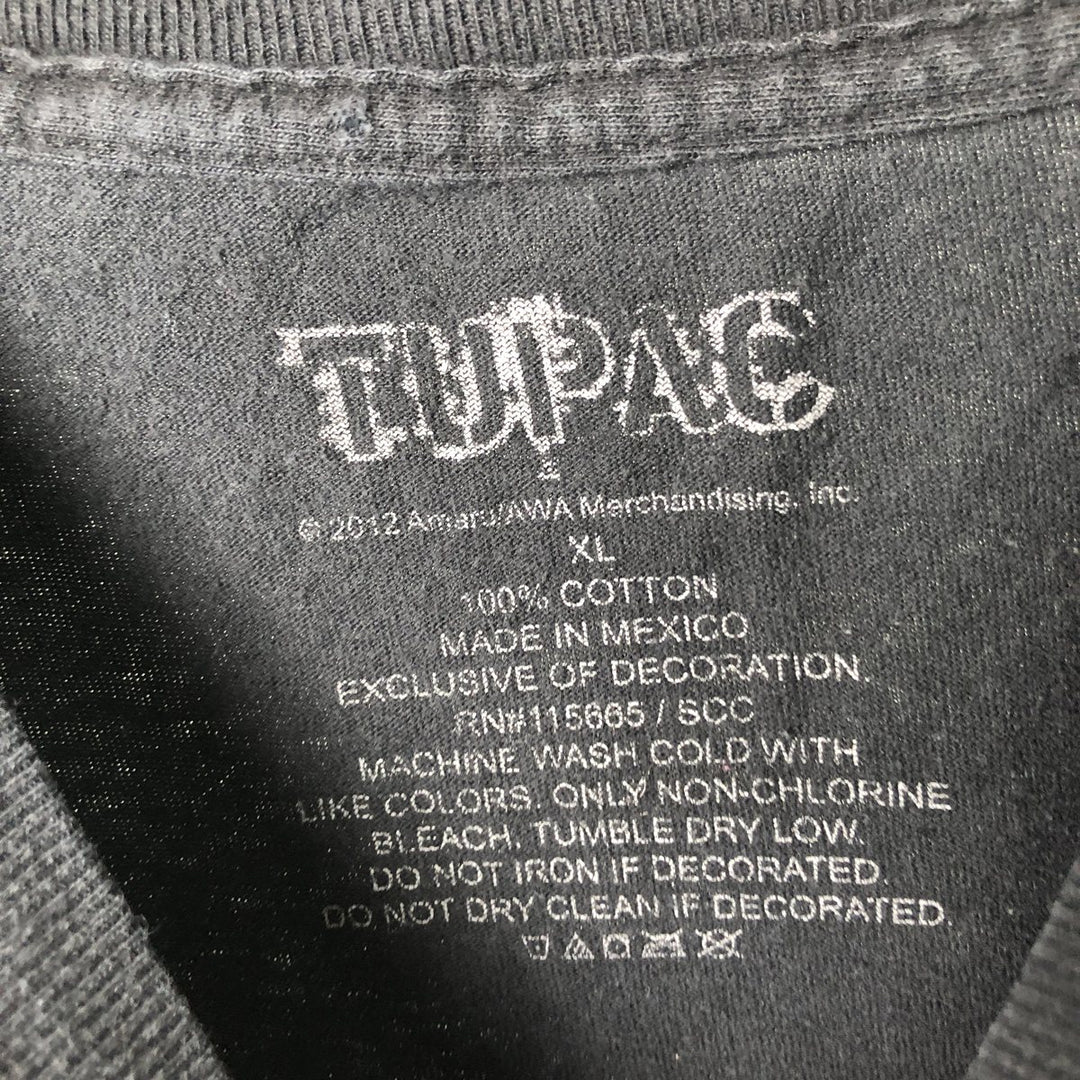 TUPAC
© 2012 Amaru/AWA Merchandising, Inc.
XL
100% COTTON
MADE IN MEXICO
EXCLUSIVE OF DECORATION.
RN#115665 / SCC
MACHINE WASH COLD WITH
LIKE COLORS. ONLY NON-CHLORINE
BLEACH. TUMBLE DRY LOW.
DO NOT IRON IF DECORATED.
DO NOT DRY CLEAN IF DECORATED.